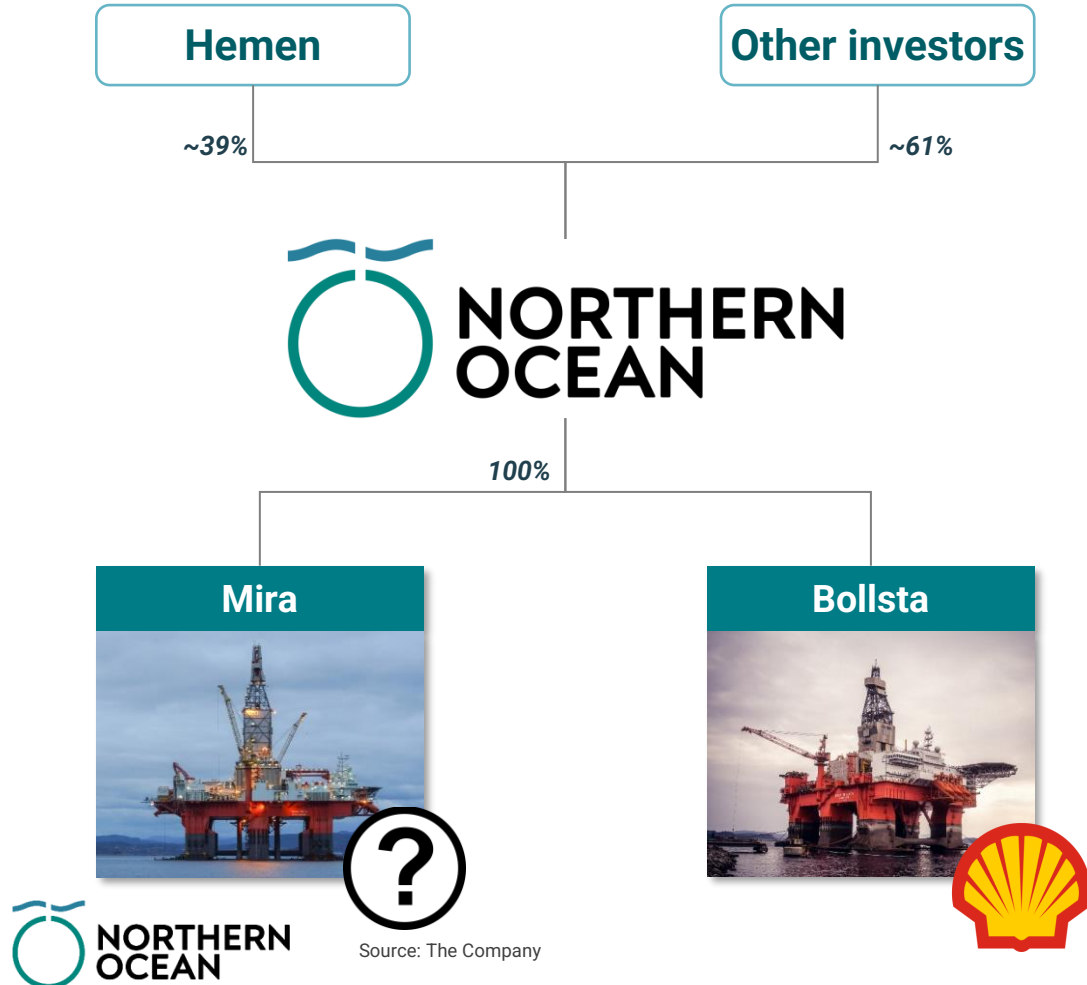 Hemen
Other investors
~39%
~61%
NORTHERN
OCEAN
100%
Mira
Bollsta
?
NORTHERN
OCEAN
Source: The Company